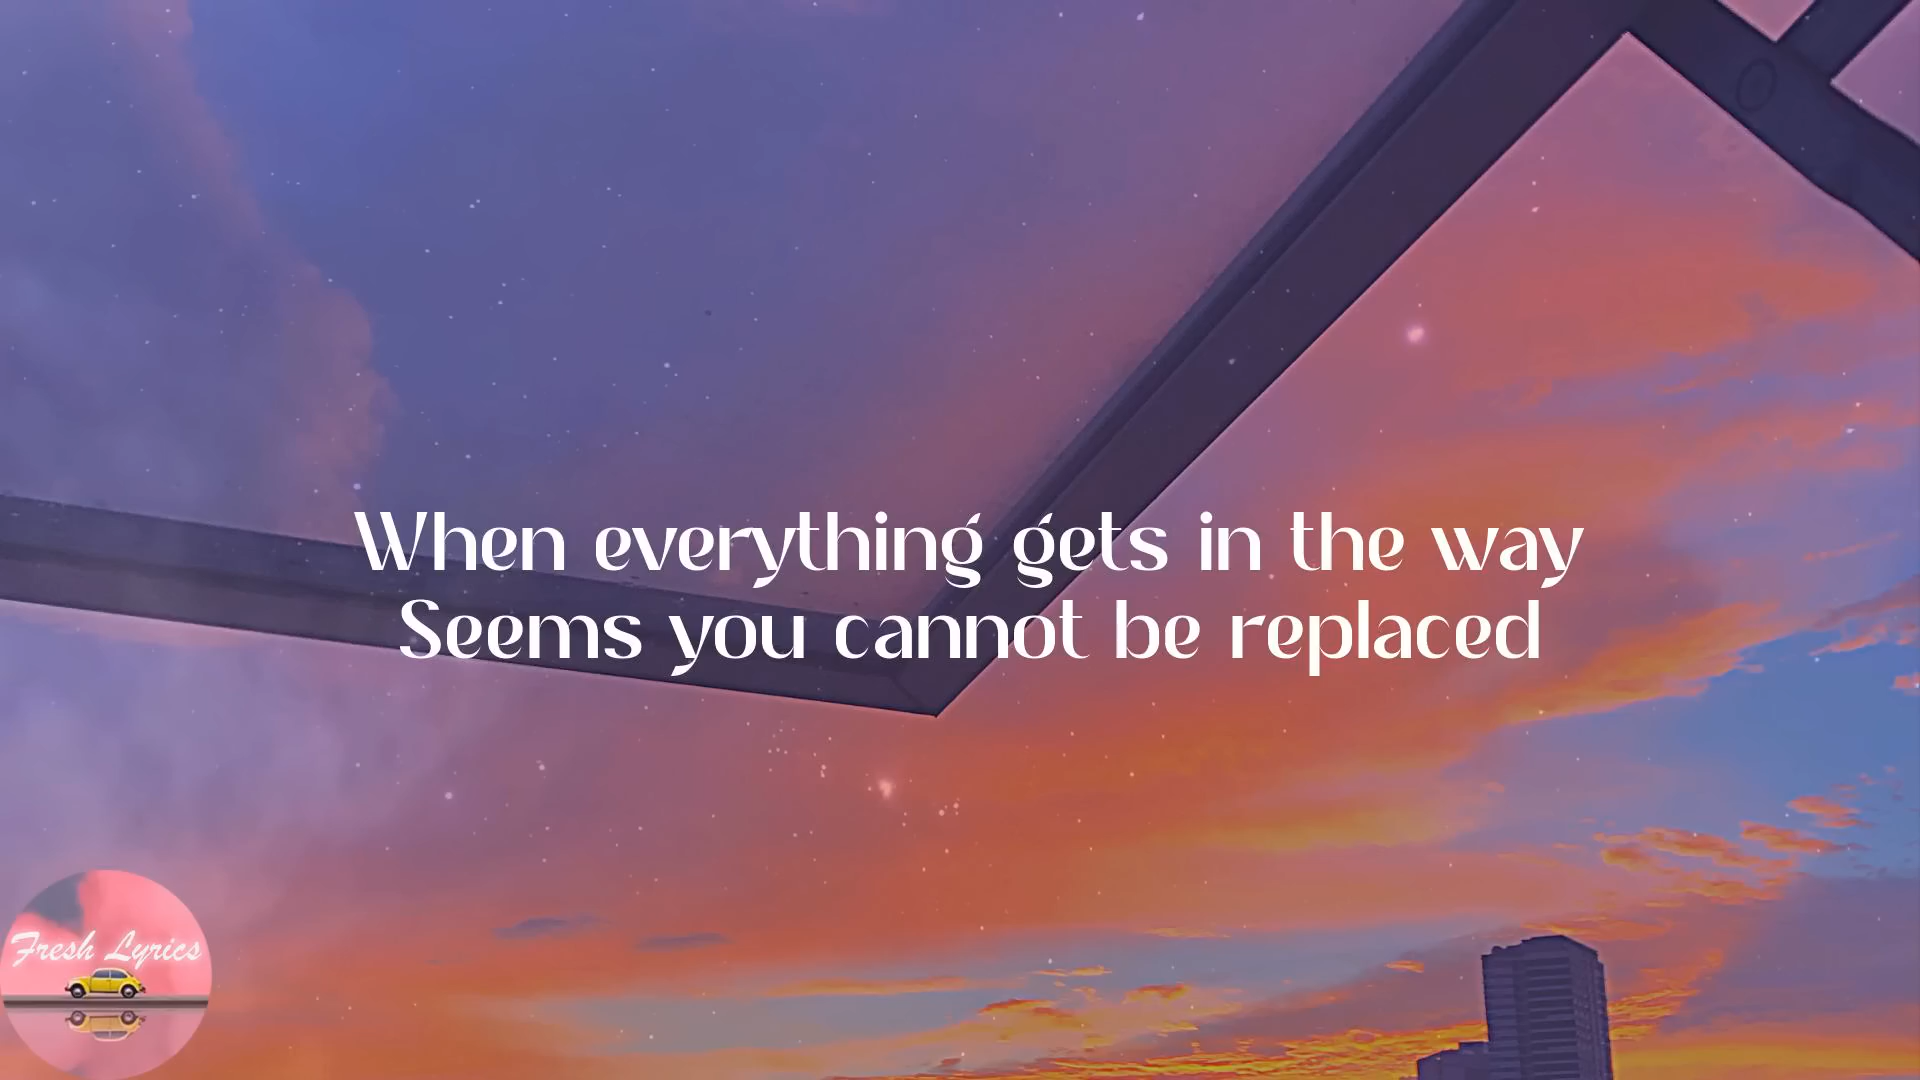 When everything gets in the way
Seems you cannot be replaced
Fresh Lyrics